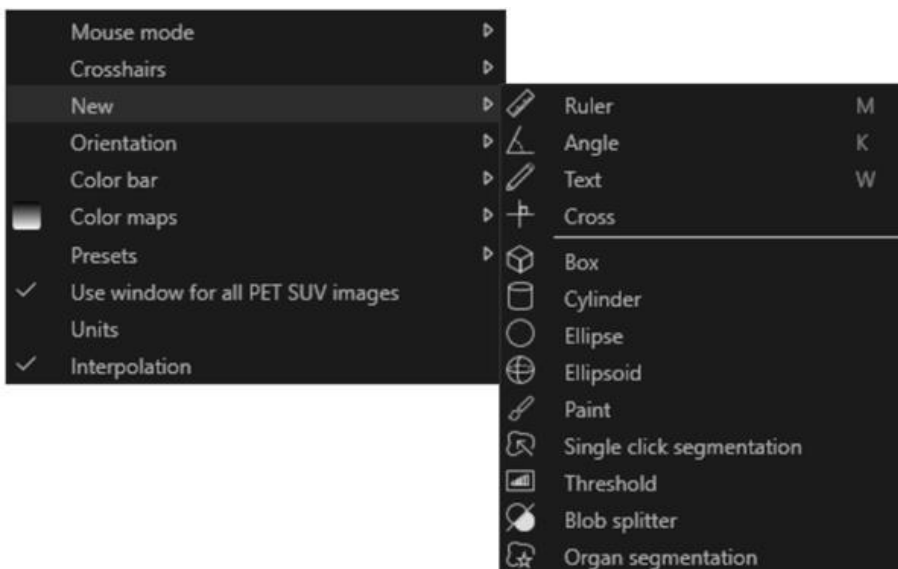 Mouse mode
Crosshairs
New
Orientation
Color bar
Color maps
Presets
Use window for all PET SUV images
Units
Interpolation
Ruler M
Angle K
Text W
Cross
Box
Cylinder
Ellipse
Ellipsoid
Paint
Single click segmentation
Threshold
Blob splitter
Organ segmentation